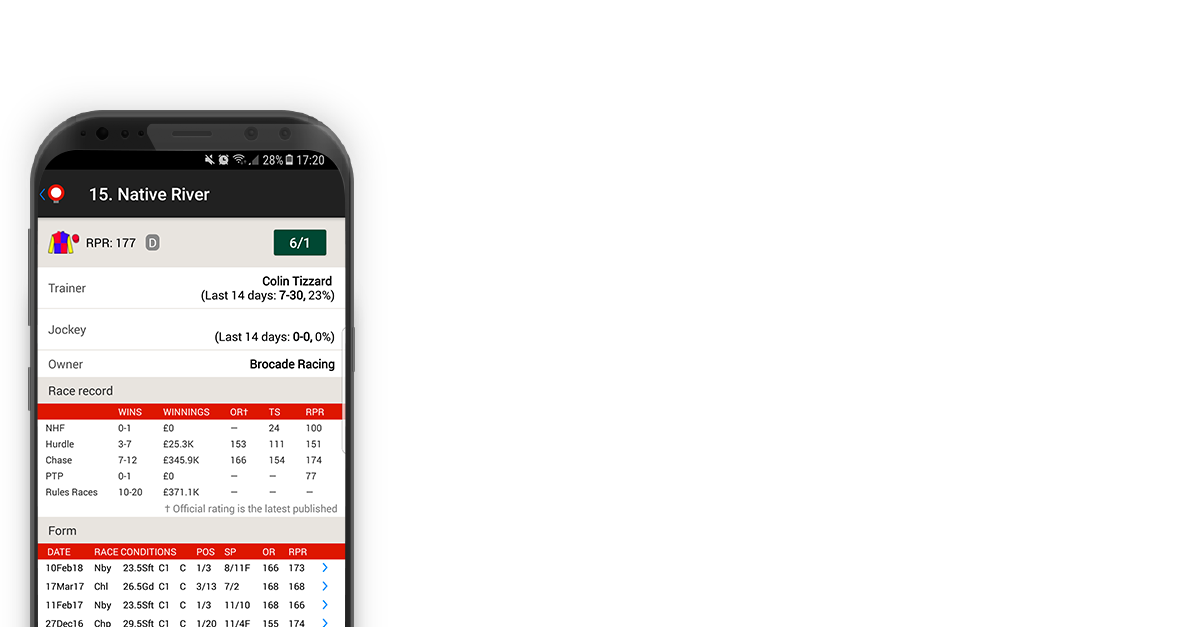 28% 17:20
15. Native River
RPR: 177 D 6/1
Trainer Colin Tizzard
(Last 14 days: 7-30, 23%)
Jockey (Last 14 days: 0-0, 0%)
Owner Brocade Racing
Race record
WINS WINNINGS OR† TS RPR
NHF 0-1 £0 – 24 100
Hurdle 3-7 £25.3K 153 111 151
Chase 7-12 £345.9K 166 154 174
PTP 0-1 £0 – – 77
Rules Races 10-20 £371.1K – – –
† Official rating is the latest published
Form
DATE RACE CONDITIONS POS SP OR RPR
10Feb18 Nby 23.5Sft C1 C 1/3 8/11F 166 173
17Mar17 Chl 26.5Gd C1 C 3/13 7/2 168 168
11Feb17 Nby 23.5Sft C1 C 1/3 11/10 168 166
27Dec16 Chp 29.5Sft C1 C 1/20 11/4F 155 174